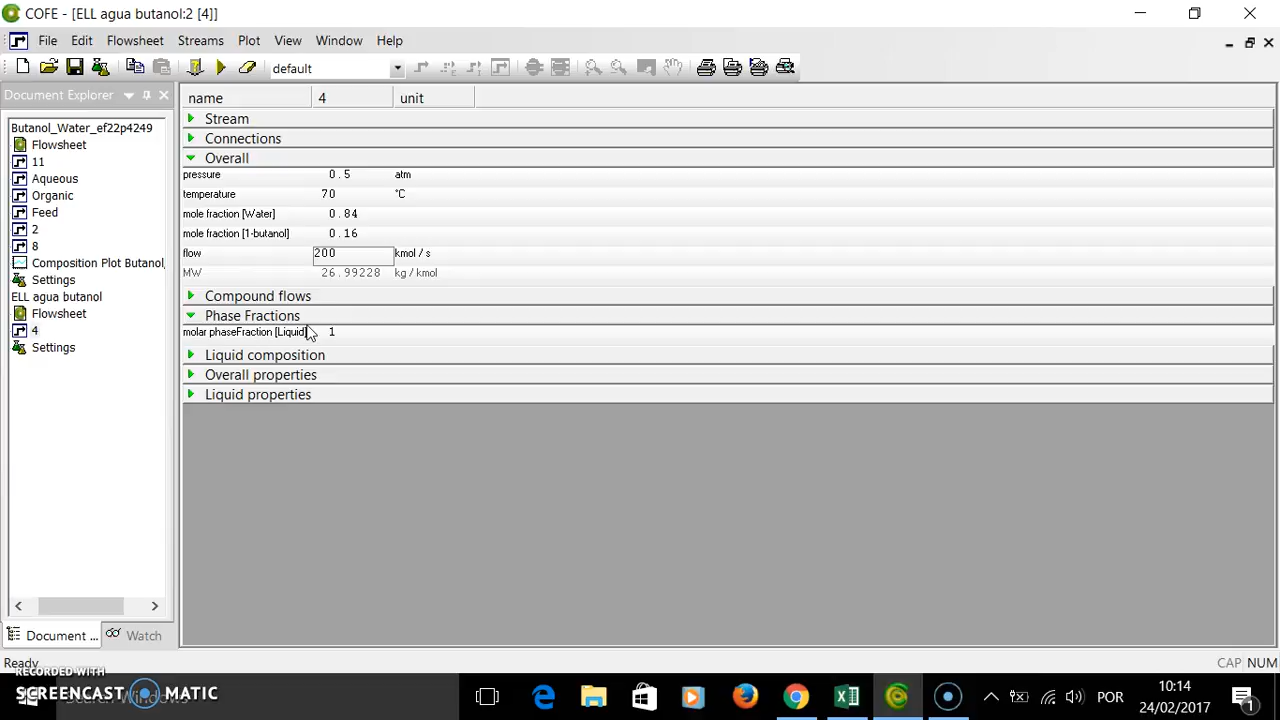 COFE - [ELL agua butanol:2 [4]]
File Edit Flowsheet Streams Plot View Window Help
default
Document Explorer
Butanol_Water_ef22p4249
Flowsheet
11
Aqueous
Organic
Feed
2
8
Composition Plot Butanol
Settings
ELL agua butanol
Flowsheet
4
Settings
Document ... Watch
name 4 unit
Stream
Connections
Overall
pressure 0.5 atm
temperature 70 °C
mole fraction [Water] 0.84
mole fraction [1-butanol] 0.16
flow 200 kmol / s
MW 26.99228 kg / kmol
Compound flows
Phase Fractions
molar phaseFraction [Liquid] 1
Liquid composition
Overall properties
Liquid properties
Ready CAP NUM
RECORDED WITH
SCREENCAST MATIC
Search Windows
POR
10:14
24/02/2017
1